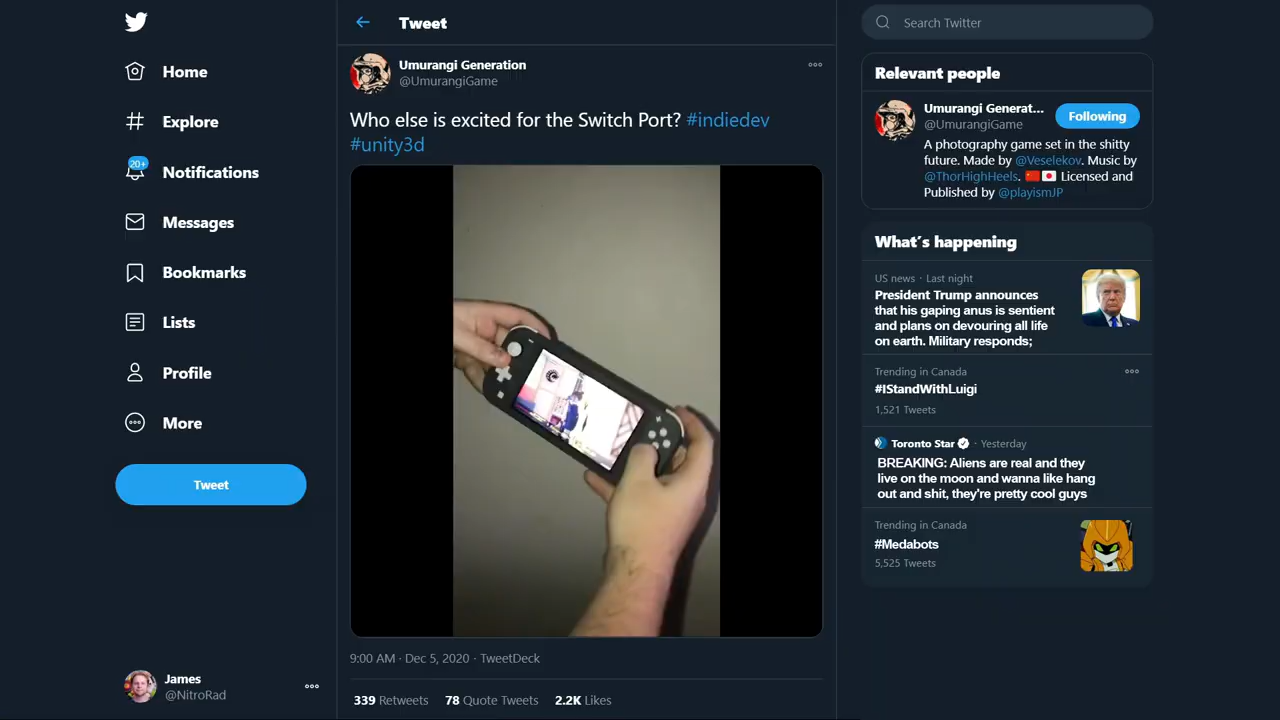 Home
Explore
20+
Notifications
Messages
Bookmarks
Lists
Profile
More
Tweet
James
@NitroRad
Tweet
Umurangi Generation
@UmurangiGame
Who else is excited for the Switch Port? #indiedev
#unity3d
9:00 AM · Dec 5, 2020 · TweetDeck
339 Retweets 78 Quote Tweets 2.2K Likes
Search Twitter
Relevant people
Umurangi Generat...
@UmurangiGame
Following
A photography game set in the shitty
future. Made by @Veselekov. Music by
@ThorHighHeels. 🇨🇳🇯🇵 Licensed and
Published by @playismJP
What´s happening
US news · Last night
President Trump announces
that his gaping anus is sentient
and plans on devouring all life
on earth. Military responds;
Trending in Canada
#IStandWithLuigi
1,521 Tweets
Toronto Star · Yesterday
BREAKING: Aliens are real and they
live on the moon and wanna like hang
out and shit, they're pretty cool guys
Trending in Canada
#Medabots
5,525 Tweets